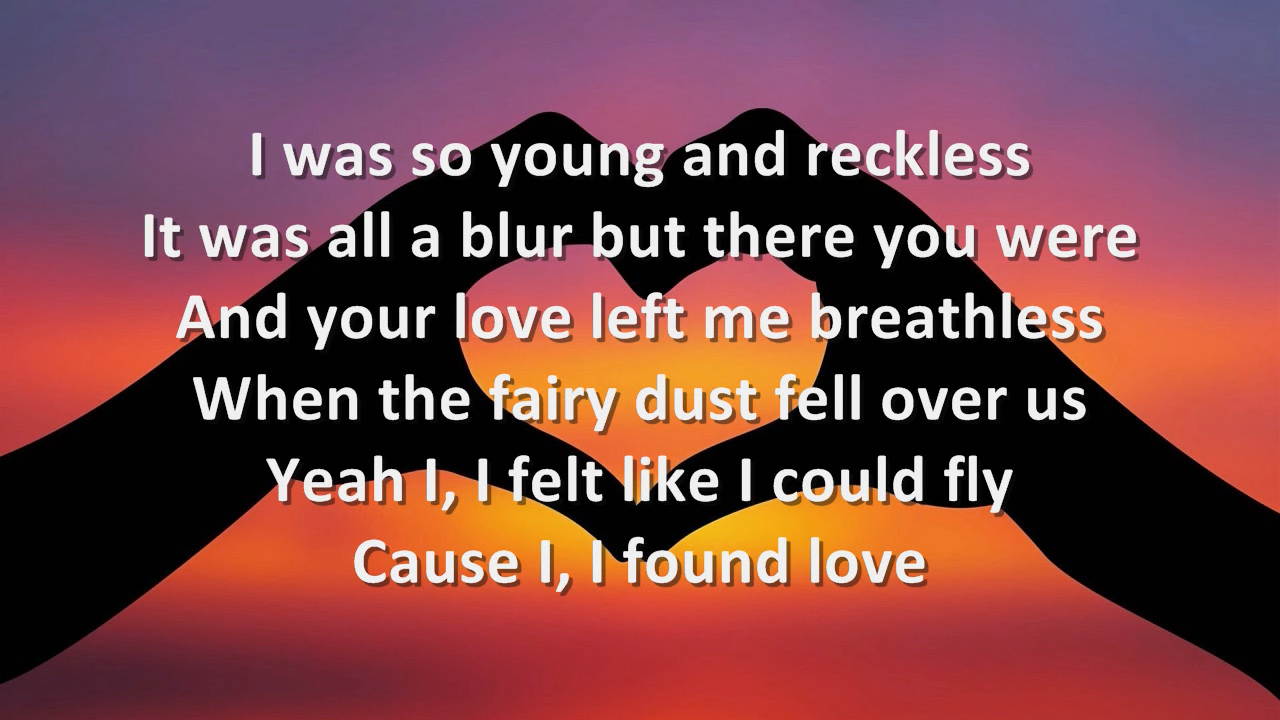 I was so young and reckless
It was all a blur but there you were
And your love left me breathless
When the fairy dust fell over us
Yeah I, I felt like I could fly
Cause I, I found love